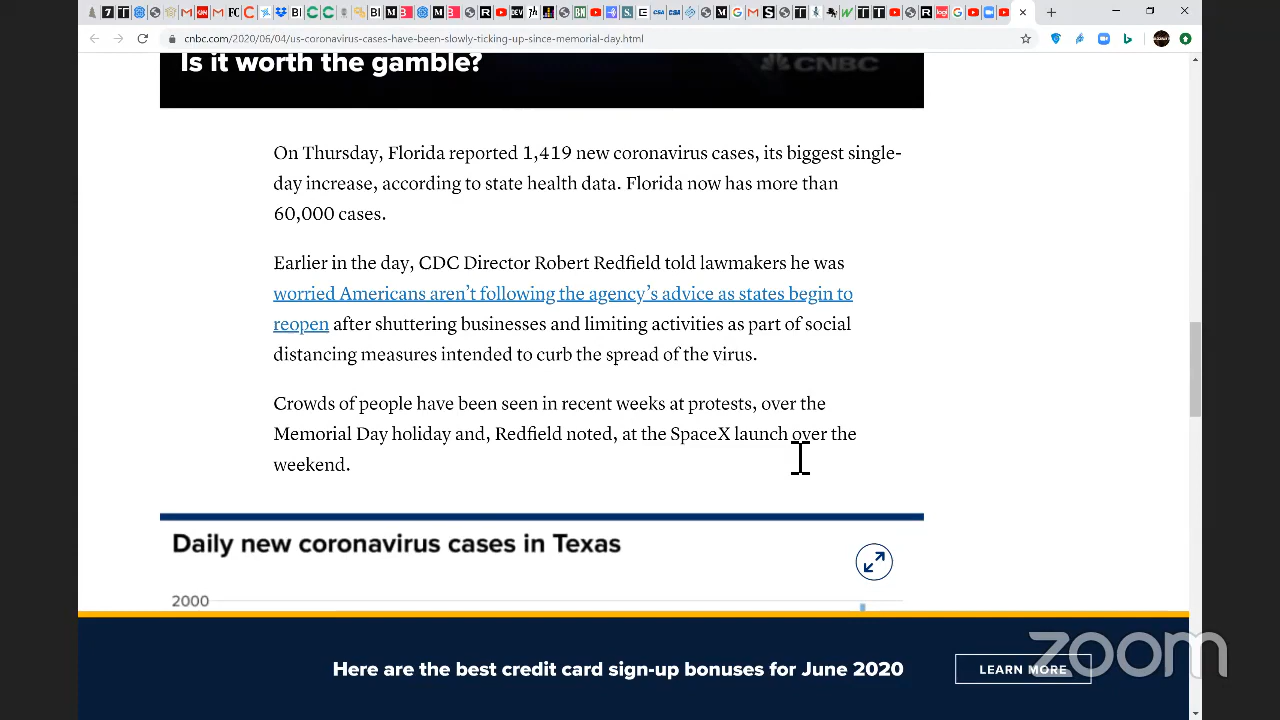 cnbc.com/2020/06/04/us-coronavirus-cases-have-been-slowly-ticking-up-since-memorial-day.html
Is it worth the gamble?
CNBC
On Thursday, Florida reported 1,419 new coronavirus cases, its biggest single-
day increase, according to state health data. Florida now has more than
60,000 cases.
Earlier in the day, CDC Director Robert Redfield told lawmakers he was
worried Americans aren’t following the agency’s advice as states begin to
reopen after shuttering businesses and limiting activities as part of social
distancing measures intended to curb the spread of the virus.
Crowds of people have been seen in recent weeks at protests, over the
Memorial Day holiday and, Redfield noted, at the SpaceX launch over the
weekend.
Daily new coronavirus cases in Texas
2000
Here are the best credit card sign-up bonuses for June 2020
LEARN MORE
zoom